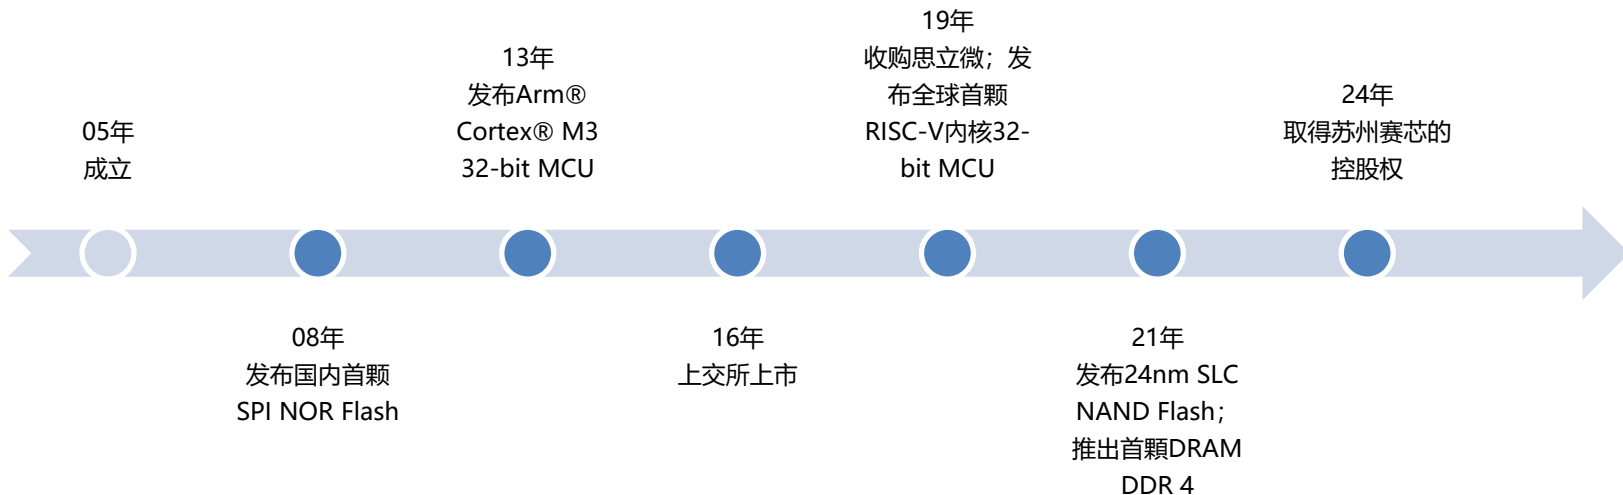 05年
成立
08年
发布国内首颗
SPI NOR Flash
13年
发布Arm®
Cortex® M3
32-bit MCU
16年
上交所上市
19年
收购思立微；发
布全球首颗
RISC-V内核32-
bit MCU
21年
发布24nm SLC
NAND Flash；
推出首顆DRAM
DDR 4
24年
取得苏州赛芯的
控股权